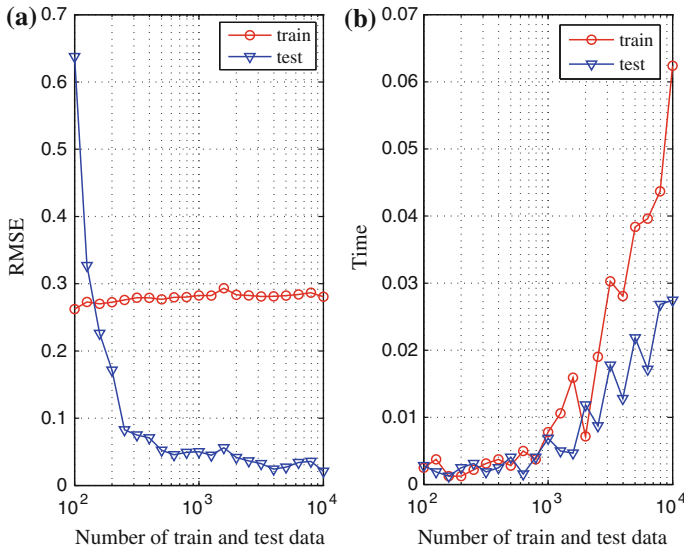 (a)
0.7
0.6
0.5
0.4
0.3
0.2
0.1
0
RMSE
train
test
10^2
10^3
10^4
Number of train and test data
(b)
0.07
0.06
0.05
0.04
0.03
0.02
0.01
0
Time
train
test
10^2
10^3
10^4
Number of train and test data